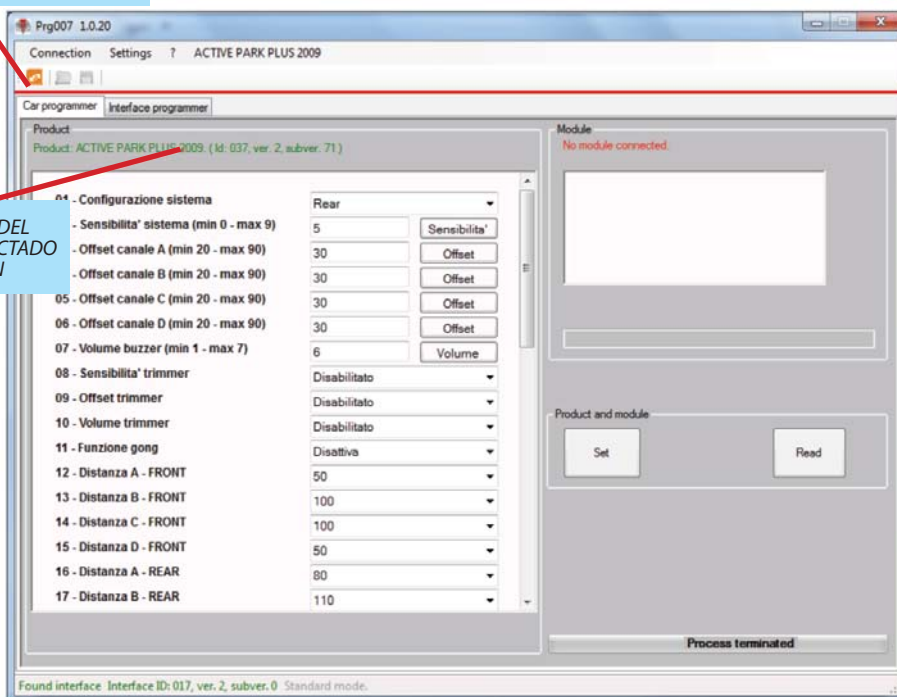 Prg007 1.0.20
Connection Settings ? ACTIVE PARK PLUS 2009
Car programmer Interface programmer
Product
Product: ACTIVE PARK PLUS 2009. ( Id: 037, ver. 2, subver. 71 )
01 - Configurazione sistema Rear
- Sensibilita' sistema (min 0 - max 9) 5 Sensibilita'
- Offset canale A (min 20 - max 90) 30 Offset
- Offset canale B (min 20 - max 90) 30 Offset
05 - Offset canale C (min 20 - max 90) 30 Offset
06 - Offset canale D (min 20 - max 90) 30 Offset
07 - Volume buzzer (min 1 - max 7) 6 Volume
08 - Sensibilita' trimmer Disabilitato
09 - Offset trimmer Disabilitato
10 - Volume trimmer Disabilitato
11 - Funzione gong Disattiva
12 - Distanza A - FRONT 50
13 - Distanza B - FRONT 100
14 - Distanza C - FRONT 100
15 - Distanza D - FRONT 50
16 - Distanza A - REAR 80
17 - Distanza B - REAR 110
DEL
Module
No module connected.
Product and module
Set Read
Process terminated
Found interface Interface ID: 017, ver. 2, subver. 0 Standard mode.